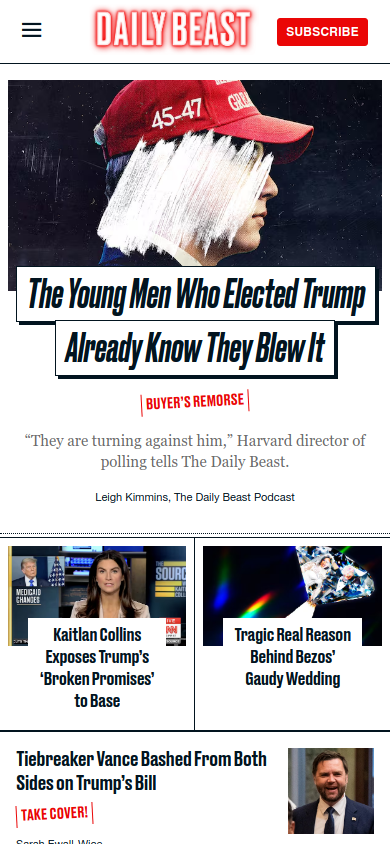 DAILY BEAST
SUBSCRIBE
45-47
GREA
The Young Men Who Elected Trump
Already Know They Blew It
BUYER'S REMORSE
“They are turning against him,” Harvard director of
polling tells The Daily Beast.
Leigh Kimmins, The Daily Beast Podcast
MEDICAID
CHANGES
THE
SOURC
Kaitlan Collins
Exposes Trump’s
‘Broken Promises’
to Base
Tragic Real Reason
Behind Bezos’
Gaudy Wedding
Tiebreaker Vance Bashed From Both
Sides on Trump’s Bill
TAKE COVER!